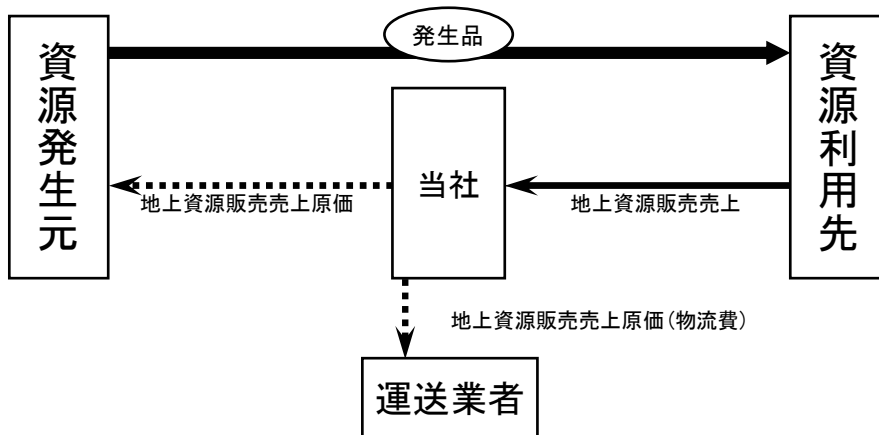 発生品
資源発生元
当社
資源利用先
地上資源販売売上原価
地上資源販売売上
地上資源販売売上原価(物流費)
運送業者